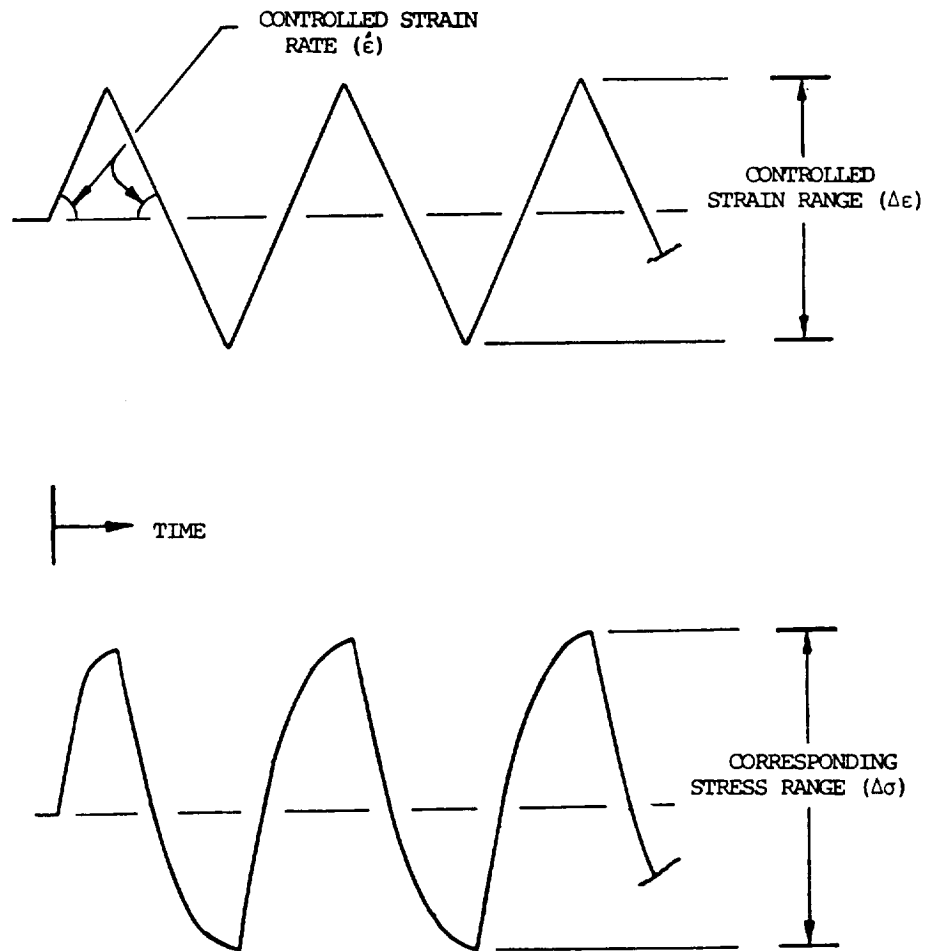 CONTROLLED STRAIN
RATE (ε̇)
CONTROLLED
STRAIN RANGE (Δε)
TIME
CORRESPONDING
STRESS RANGE (Δσ)